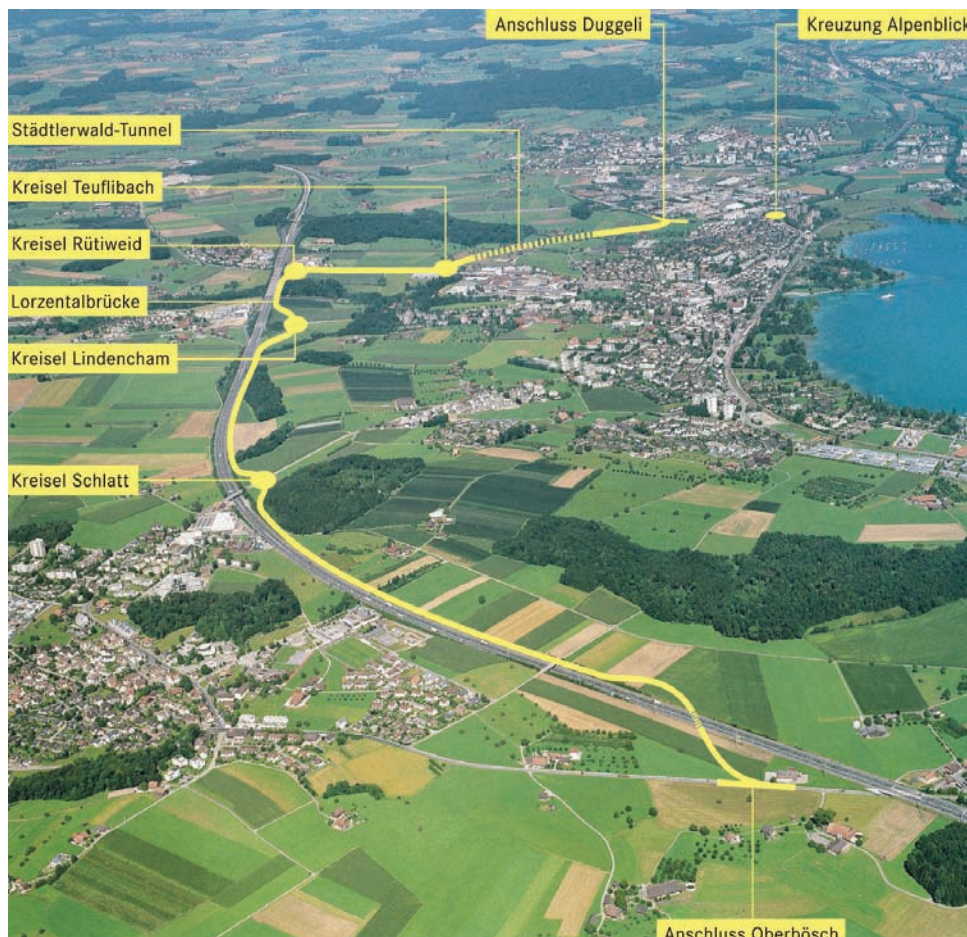 Anschluss Duggeli
Kreuzung Alpenblick
Städtlerwald-Tunnel
Kreisel Teuflibach
Kreisel Rütiweid
Lorzentalbrücke
Kreisel Lindencham
Kreisel Schlatt
Anschluss Oberbösch